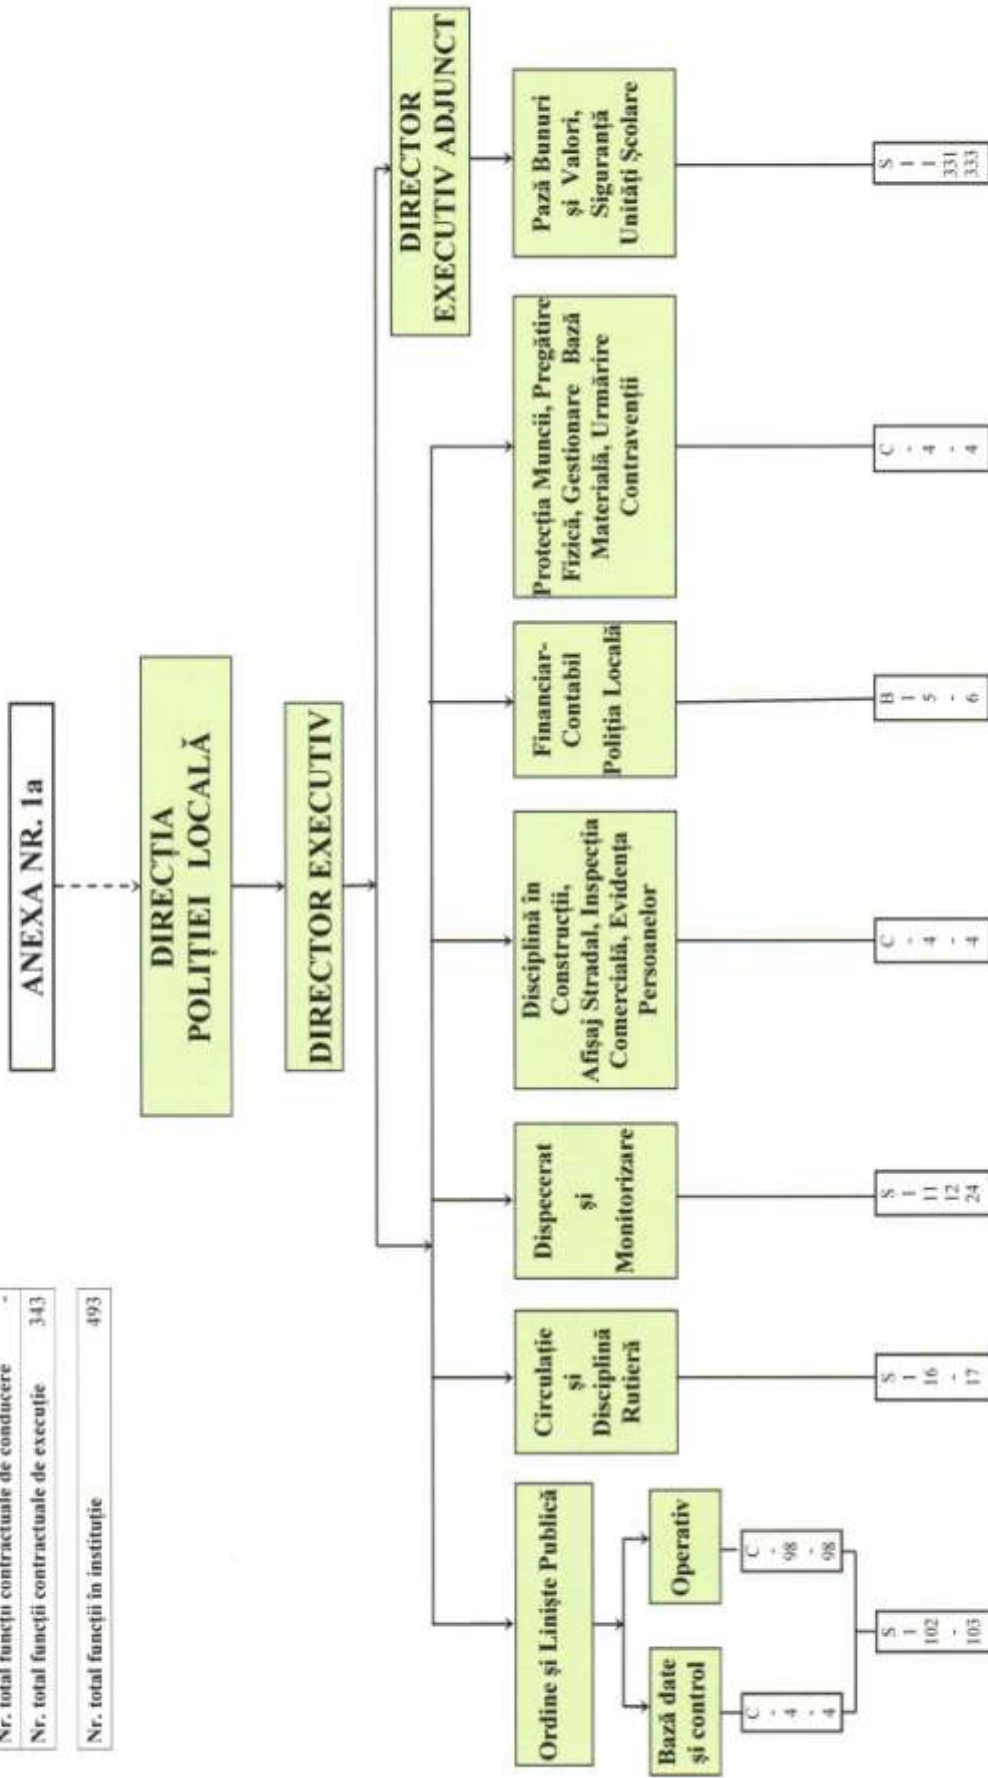 ANEXA NR. 1a
Nr. total funcții contractuale de conducere -
Nr. total funcții contractuale de execuție 343
Nr. total funcții în instituție 493
DIRECȚIA
POLIȚIEI LOCALĂ
DIRECTOR EXECUTIV
DIRECTOR
EXECUTIV ADJUNCT
Ordine și Liniște Publică
Bază date
și control
Operativ
Circulație
și
Disciplină
Rutieră
Dispecerat
și
Monitorizare
Disciplină în
Construcții,
Afișaj Stradal, Inspecția
Comercială, Evidența
Persoanelor
Financiar-
Contabil
Poliția Locală
Protecția Muncii, Pregătire
Fizică, Gestionare Bază
Materială, Urmărire
Contravenții
Pază Bunuri
și Valori,
Siguranță
Unități Școlare
C
-
4
-
4
C
-
98
-
98
S
1
102
-
103
S
1
16
-
17
S
1
11
12
24
C
-
4
-
4
B
1
5
-
6
C
-
4
-
4
S
1
1
331
333